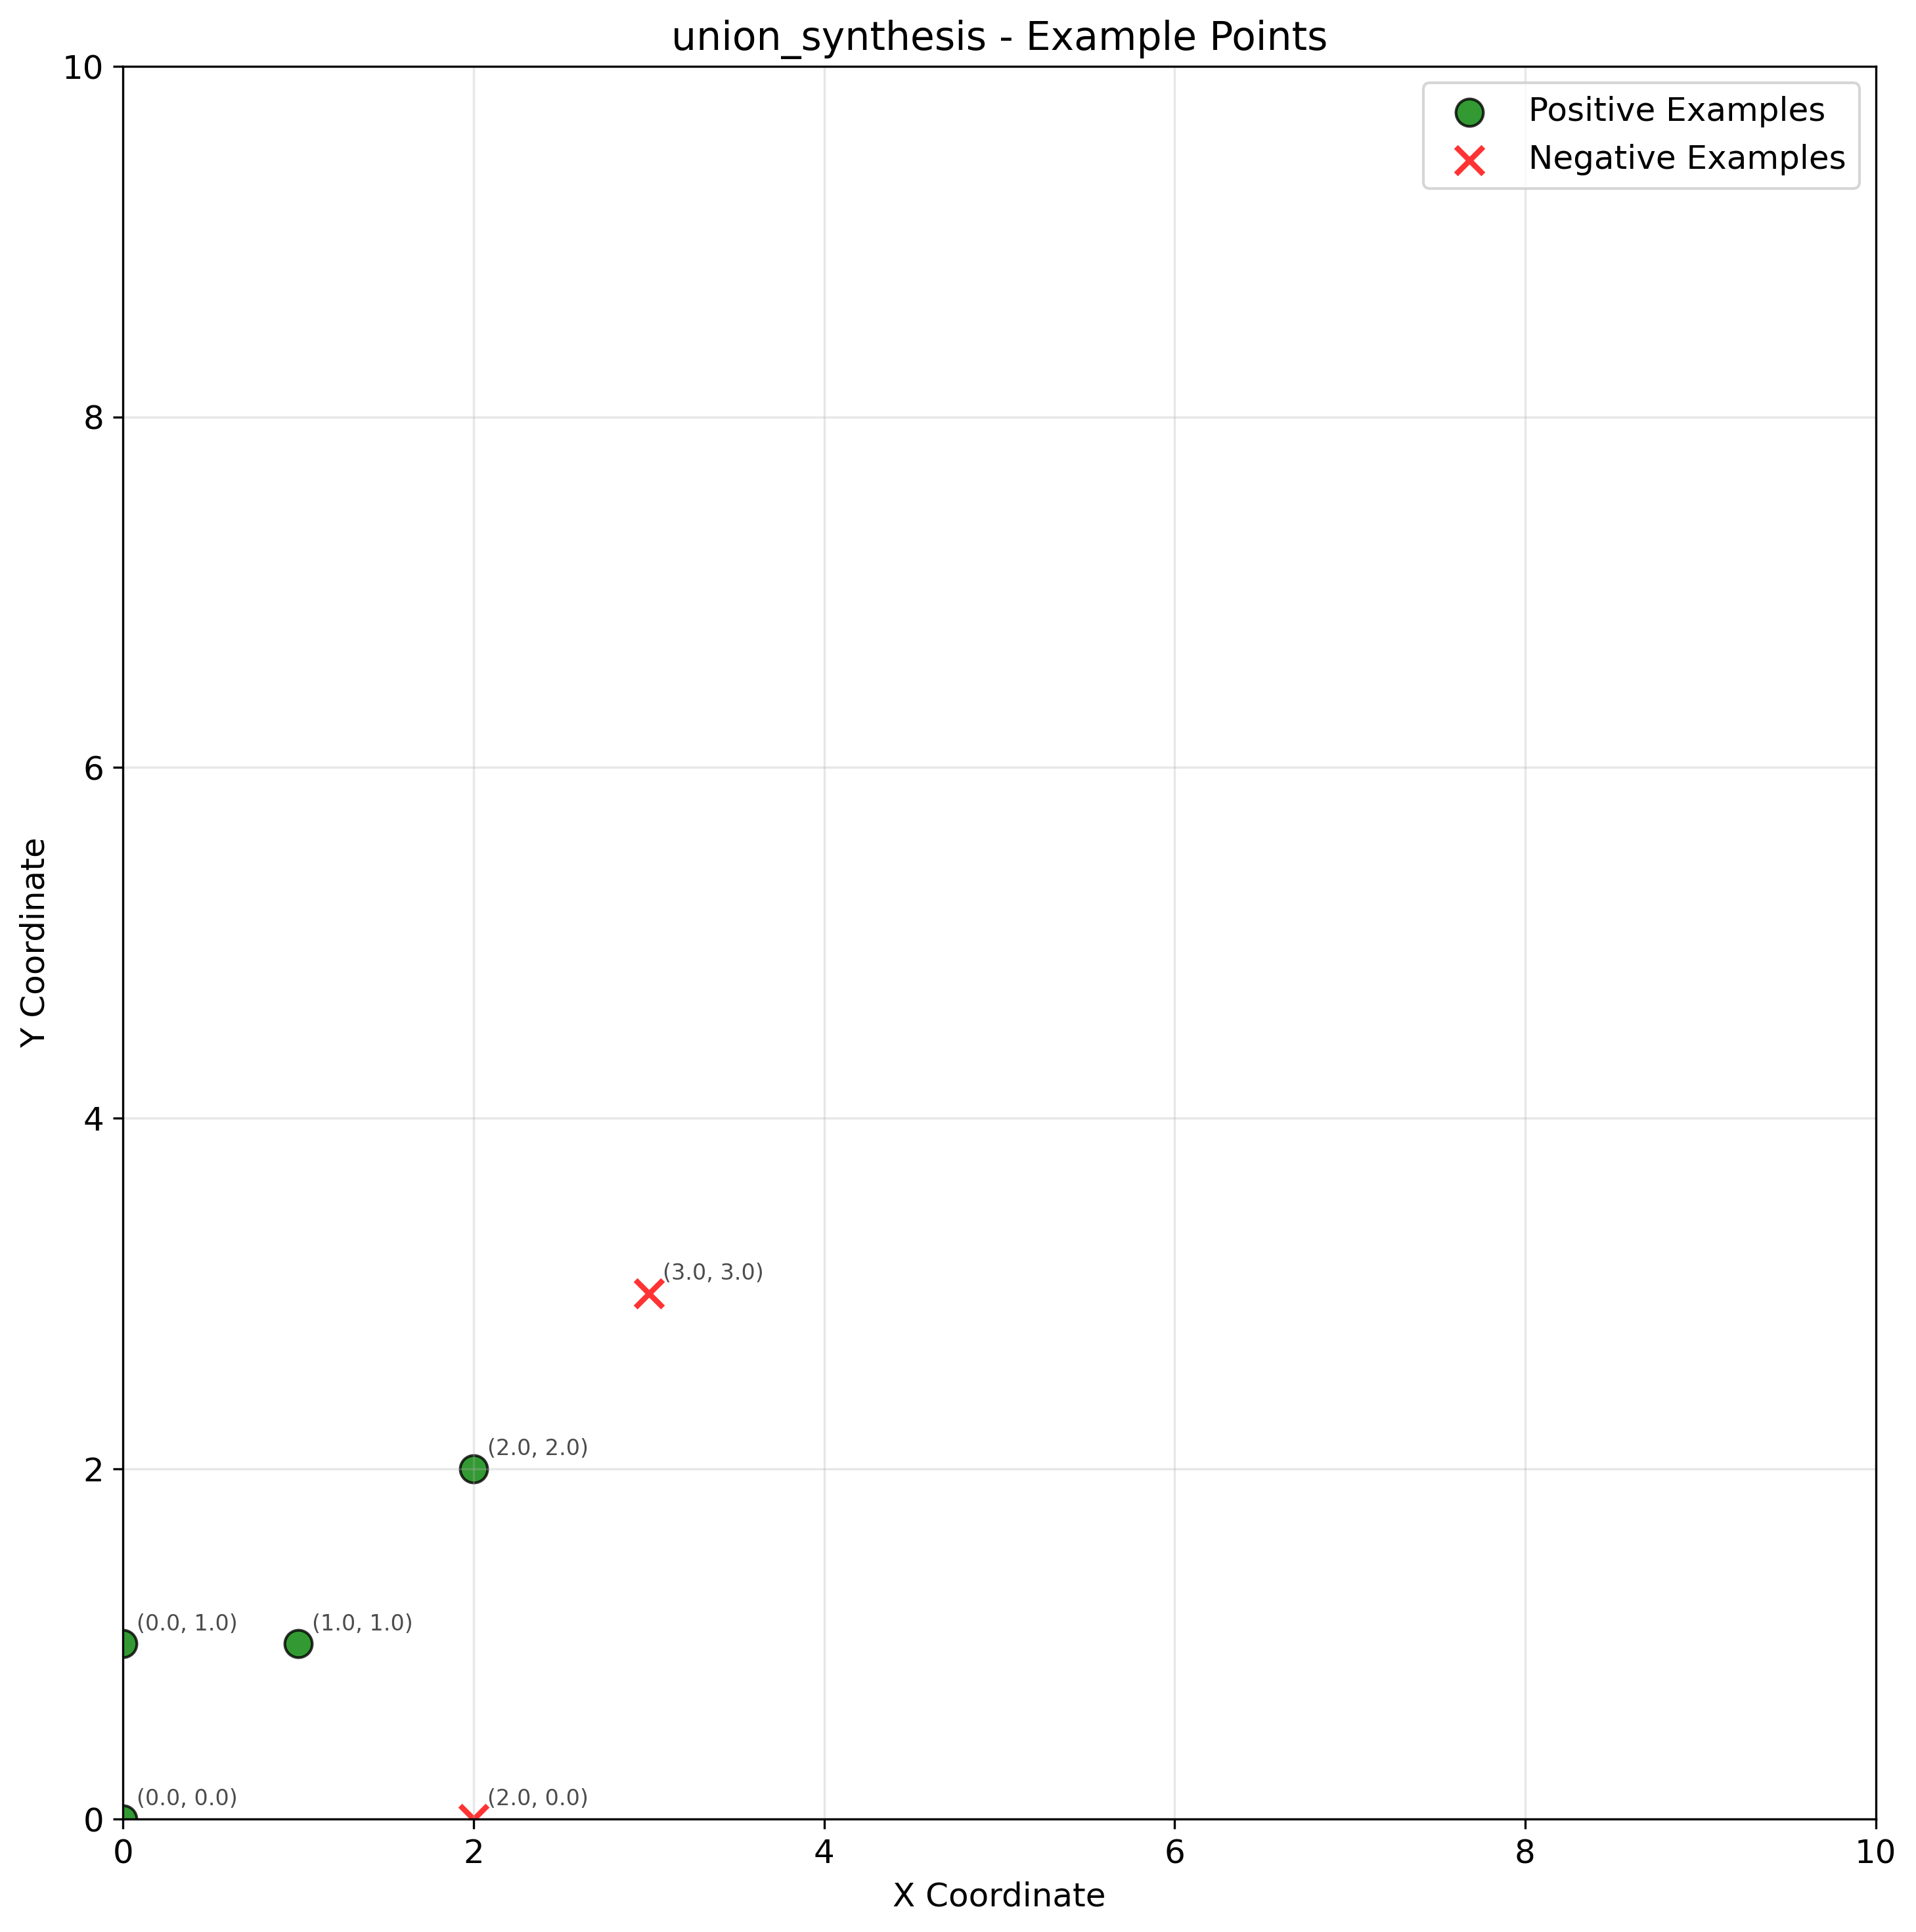 union_synthesis - Example Points
Positive Examples
Negative Examples
10
8
6
4
2
0
Y Coordinate
(3.0, 3.0)
(2.0, 2.0)
(0.0, 1.0)
(1.0, 1.0)
(0.0, 0.0)
(2.0, 0.0)
0 2 4 6 8 10
X Coordinate